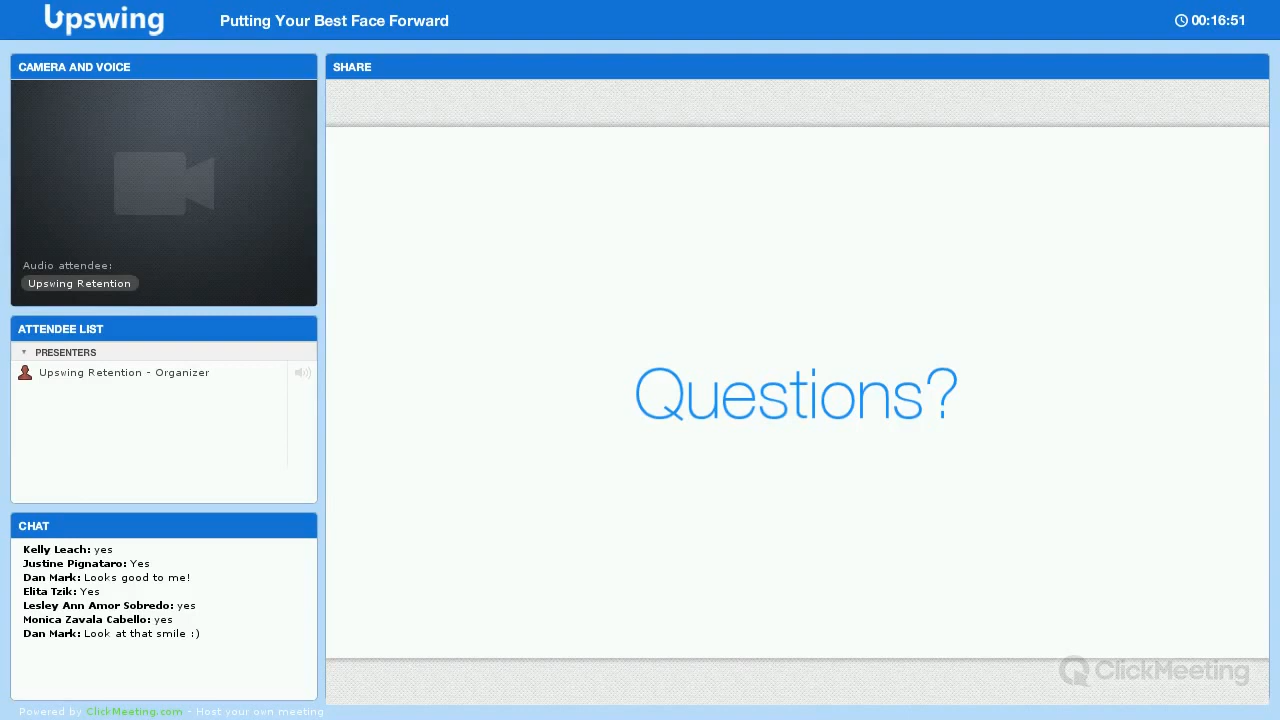 Upswing
Putting Your Best Face Forward
00:16:51
CAMERA AND VOICE
Audio attendee:
Upswing Retention
ATTENDEE LIST
PRESENTERS
Upswing Retention - Organizer
CHAT
Kelly Leach: yes
Justine Pignataro: Yes
Dan Mark: Looks good to me!
Elita Tzik: Yes
Lesley Ann Amor Sobredo: yes
Monica Zavala Cabello: yes
Dan Mark: Look at that smile :)
SHARE
Questions?
ClickMeeting
Powered by ClickMeeting.com - Host your own meeting